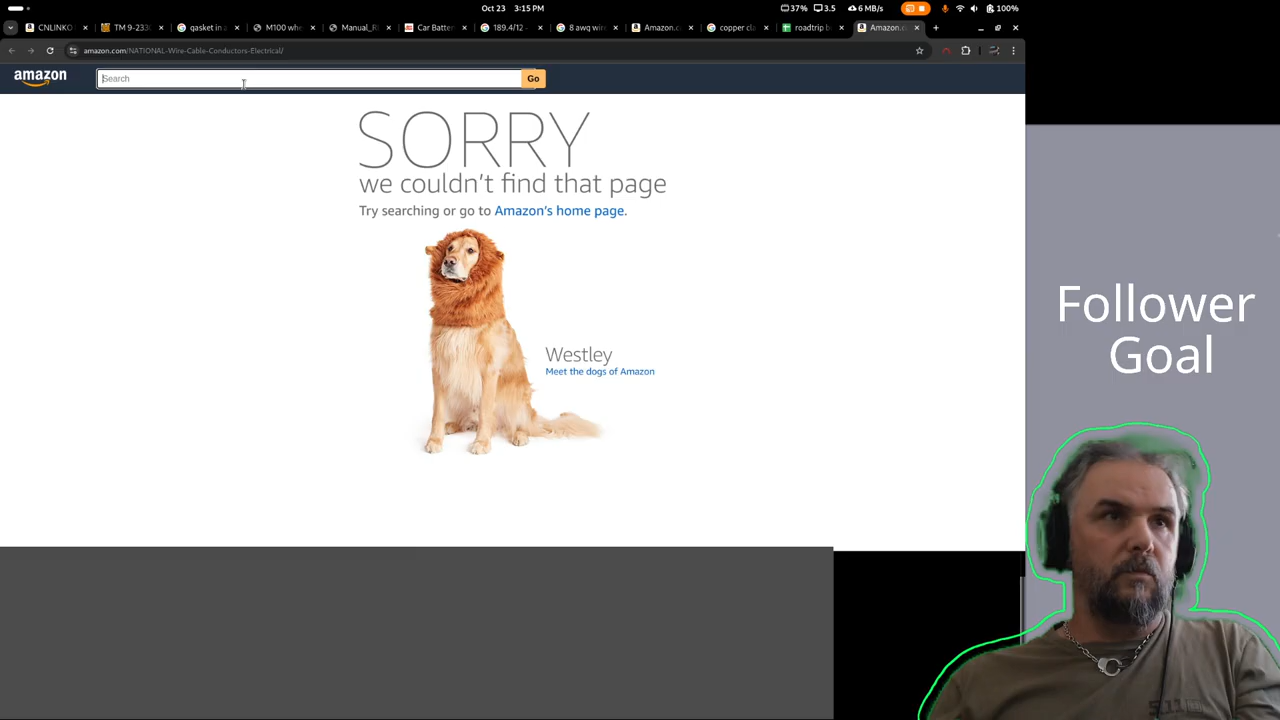 Oct 23 3:15 PM
37% 3.5 6 MB/s 100%
CNLINKO TM 9-2330 gasket in a M100 whe Manual_R Car Batter 189.4/12 - 8 awg wire Amazon.c copper cla roadtrip b Amazon.c
amazon.com/NATIONAL-Wire-Cable-Conductors-Electrical/
amazon Search Go
SORRY
we couldn't find that page
Try searching or go to Amazon's home page.
Westley
Meet the dogs of Amazon
Follower
Goal